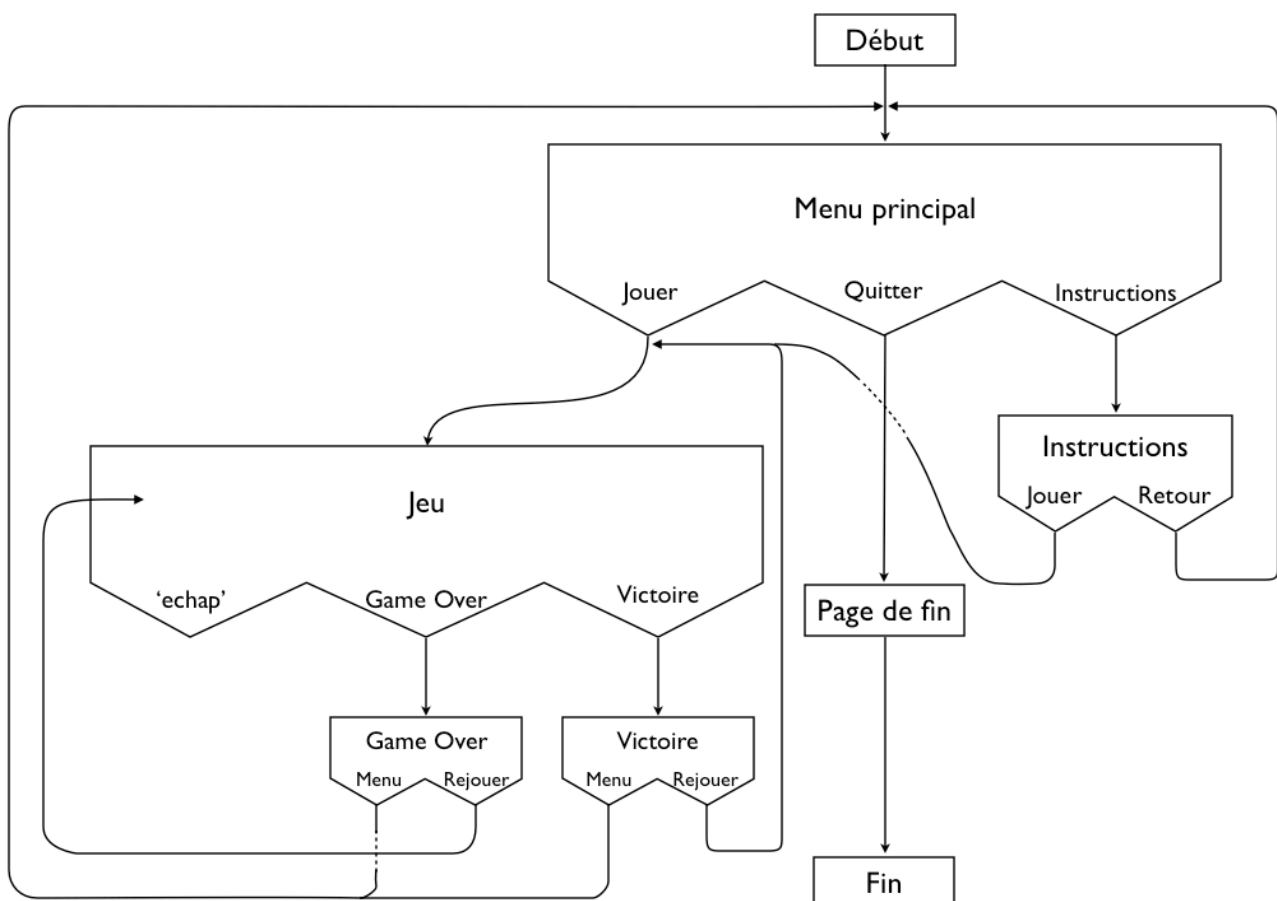 Début
Menu principal
Jouer
Quitter
Instructions
Instructions
Jouer
Retour
Jeu
‘echap’
Game Over
Victoire
Page de fin
Game Over
Menu
Rejouer
Victoire
Menu
Rejouer
Fin